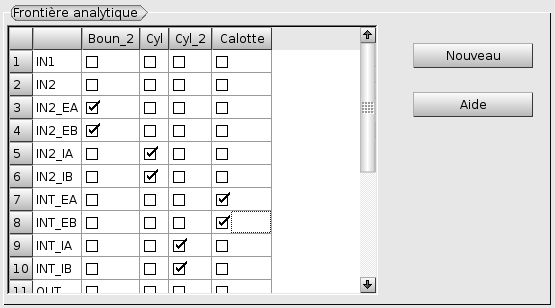 Frontière analytique
Boun_2 Cyl Cyl_2 Calotte
1 IN1
2 IN2
3 IN2_EA
4 IN2_EB
5 IN2_IA
6 IN2_IB
7 INT_EA
8 INT_EB
9 INT_IA
10 INT_IB
11 OUT
Nouveau
Aide